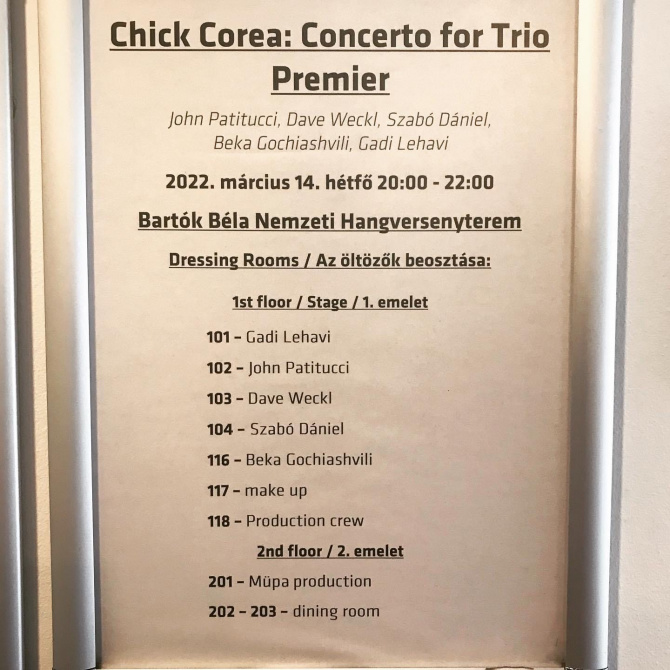 Chick Corea: Concerto for Trio
Premier
John Patitucci, Dave Weckl, Szabó Dániel,
Beka Gochiashvili, Gadi Lehavi
2022. március 14. hétfő 20:00 - 22:00
Bartók Béla Nemzeti Hangversenyterem
Dressing Rooms / Az öltözők beosztása:
1st floor / Stage / 1. emelet
101 – Gadi Lehavi
102 – John Patitucci
103 – Dave Weckl
104 – Szabó Dániel
116 – Beka Gochiashvili
117 – make up
118 – Production crew
2nd floor / 2. emelet
201 – Müpa production
202 – 203 – dining room